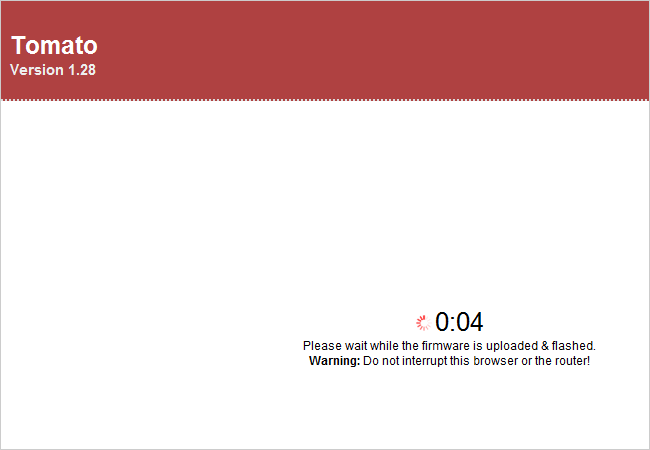 Tomato
Version 1.28
0:04
Please wait while the firmware is uploaded & flashed.
Warning: Do not interrupt this browser or the router!